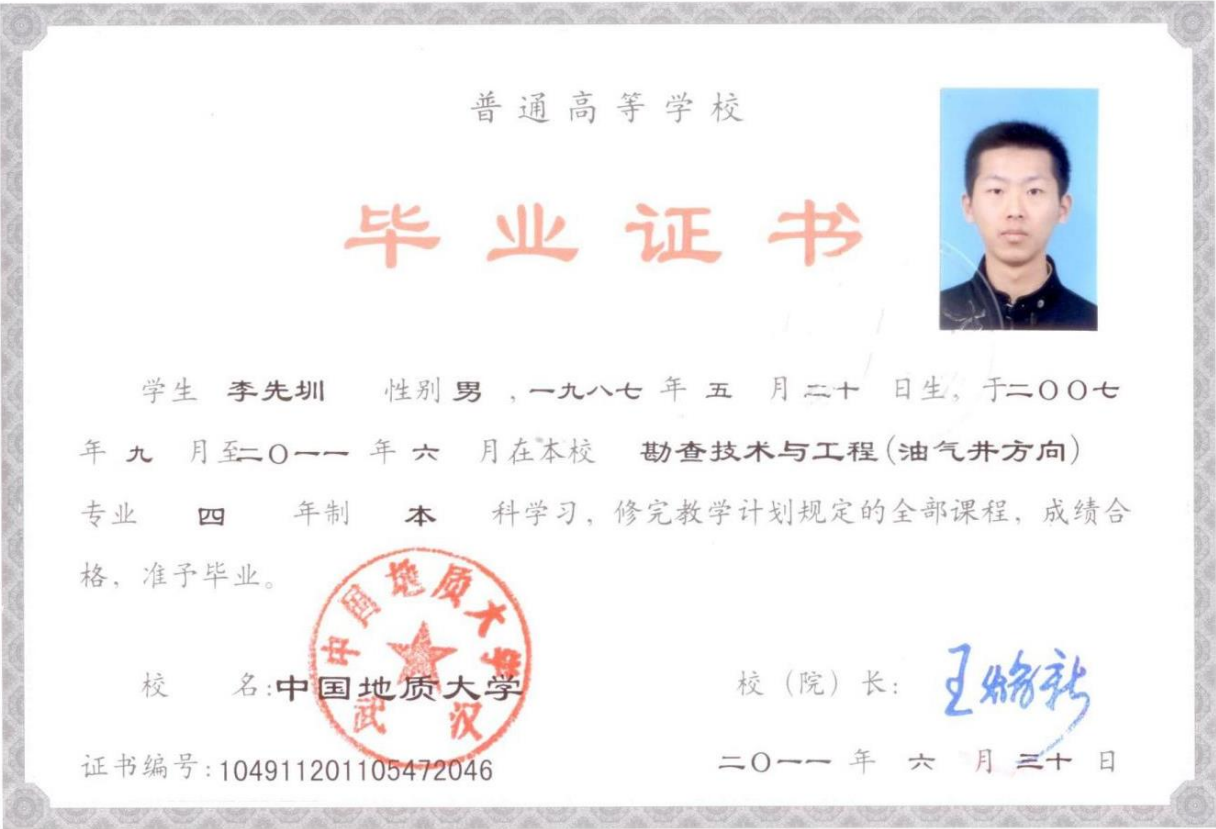 普通高等学校
毕业证书
学生 李先圳 性别 男 ,一九八七 年 五 月 二十 日生, 于二〇〇七
年 九 月至二〇一一 年 六 月在本校 勘查技术与工程(油气井方向)
专业 四 年制 本 科学习, 修完教学计划规定的全部课程, 成绩合
格, 准予毕业。
中国地质大学
武汉
校 名:中国地质大学
校（院）长: 王焰新
证书编号:104911201105472046
二〇一一 年 六 月 三十 日